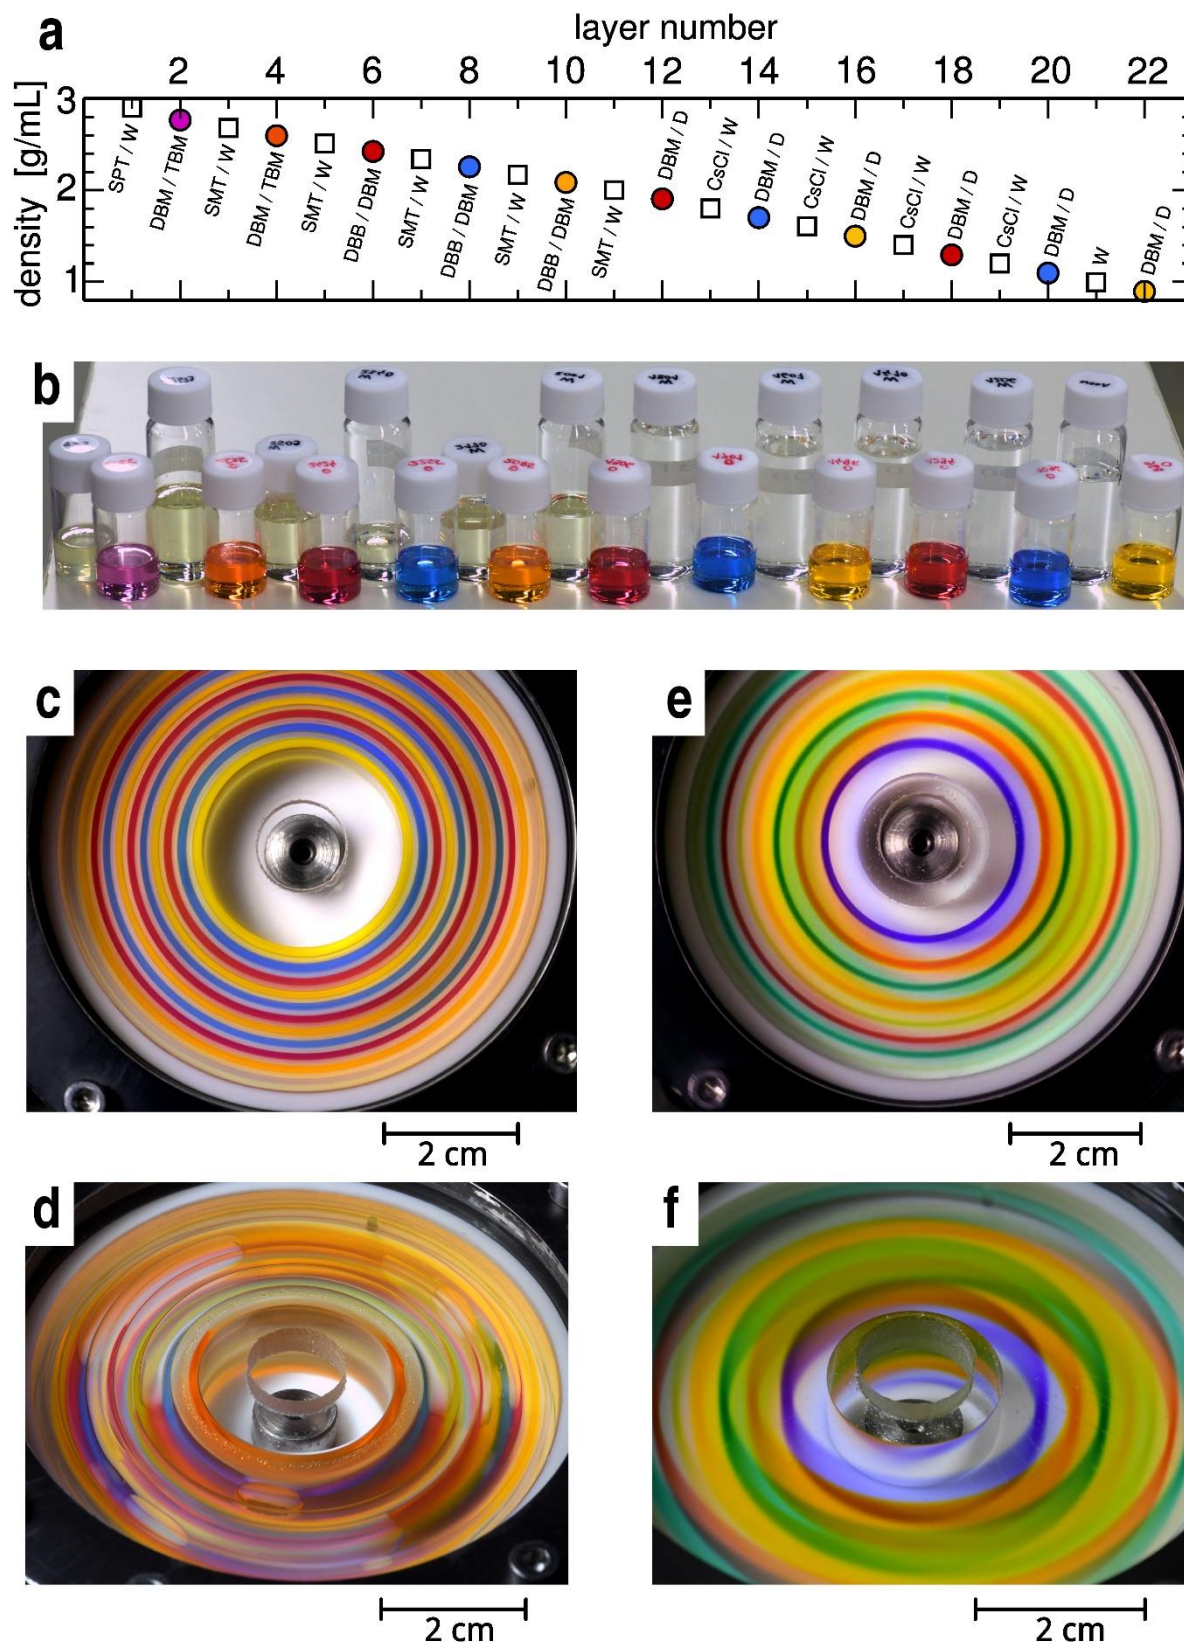 a
layer number
2 4 6 8 10 12 14 16 18 20 22
density [g/mL]
3
2
1
SPT / W
DBM / TBM
SMT / W
DBM / TBM
SMT / W
DBB / DBM
SMT / W
DBB / DBM
SMT / W
DBB / DBM
SMT / W
DBM / D
CsCl / W
DBM / D
CsCl / W
DBM / D
CsCl / W
DBM / D
CsCl / W
DBM / D
W
DBM / D
b
c
e
2 cm
2 cm
d
f
2 cm
2 cm